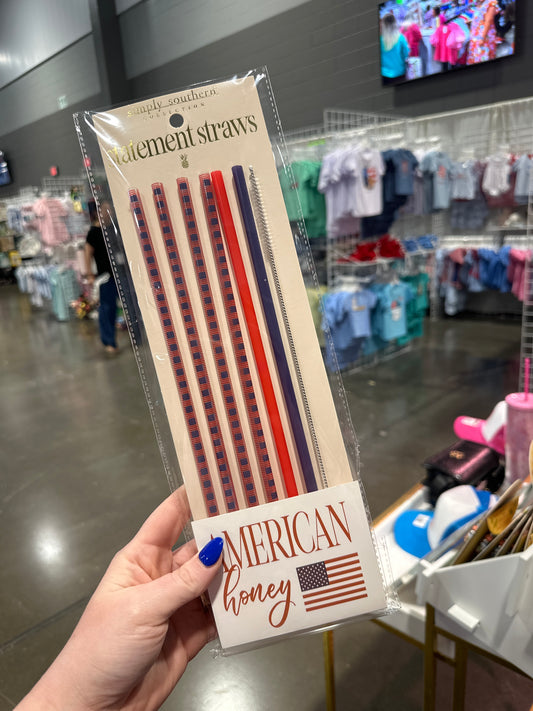 simply southern
COLLECTION
statement straws
AMERICAN
honey